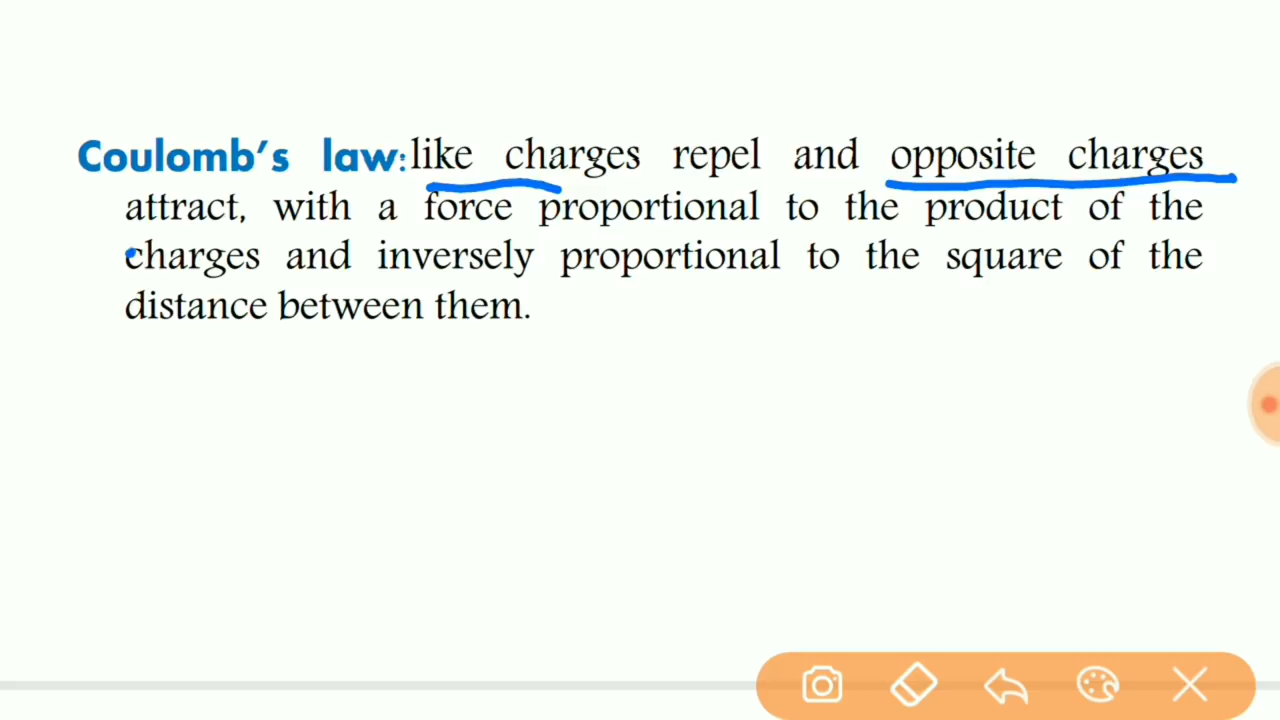 Coulomb's law: like charges repel and opposite charges
attract, with a force proportional to the product of the
charges and inversely proportional to the square of the
distance between them.